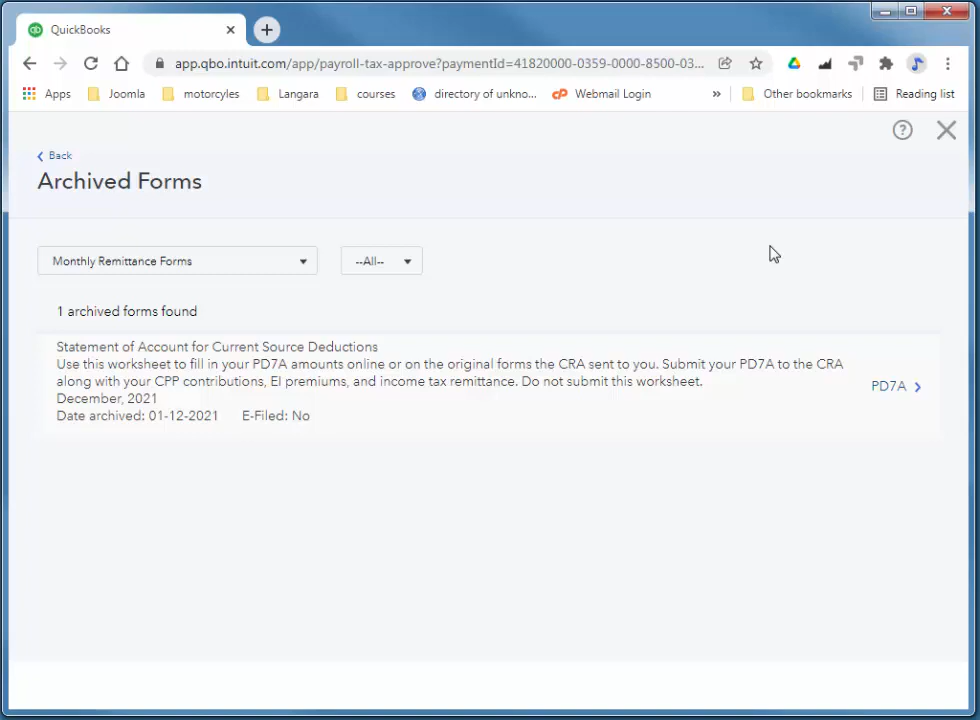 QuickBooks
app.qbo.intuit.com/app/payroll-tax-approve?paymentId=41820000-0359-0000-8500-03...
Apps Joomla motorcyles Langara courses directory of unkno... Webmail Login » Other bookmarks Reading list
Back
Archived Forms
Monthly Remittance Forms --All--
1 archived forms found
Statement of Account for Current Source Deductions
Use this worksheet to fill in your PD7A amounts online or on the original forms the CRA sent to you. Submit your PD7A to the CRA
along with your CPP contributions, EI premiums, and income tax remittance. Do not submit this worksheet.
PD7A
December, 2021
Date archived: 01-12-2021 E-Filed: No